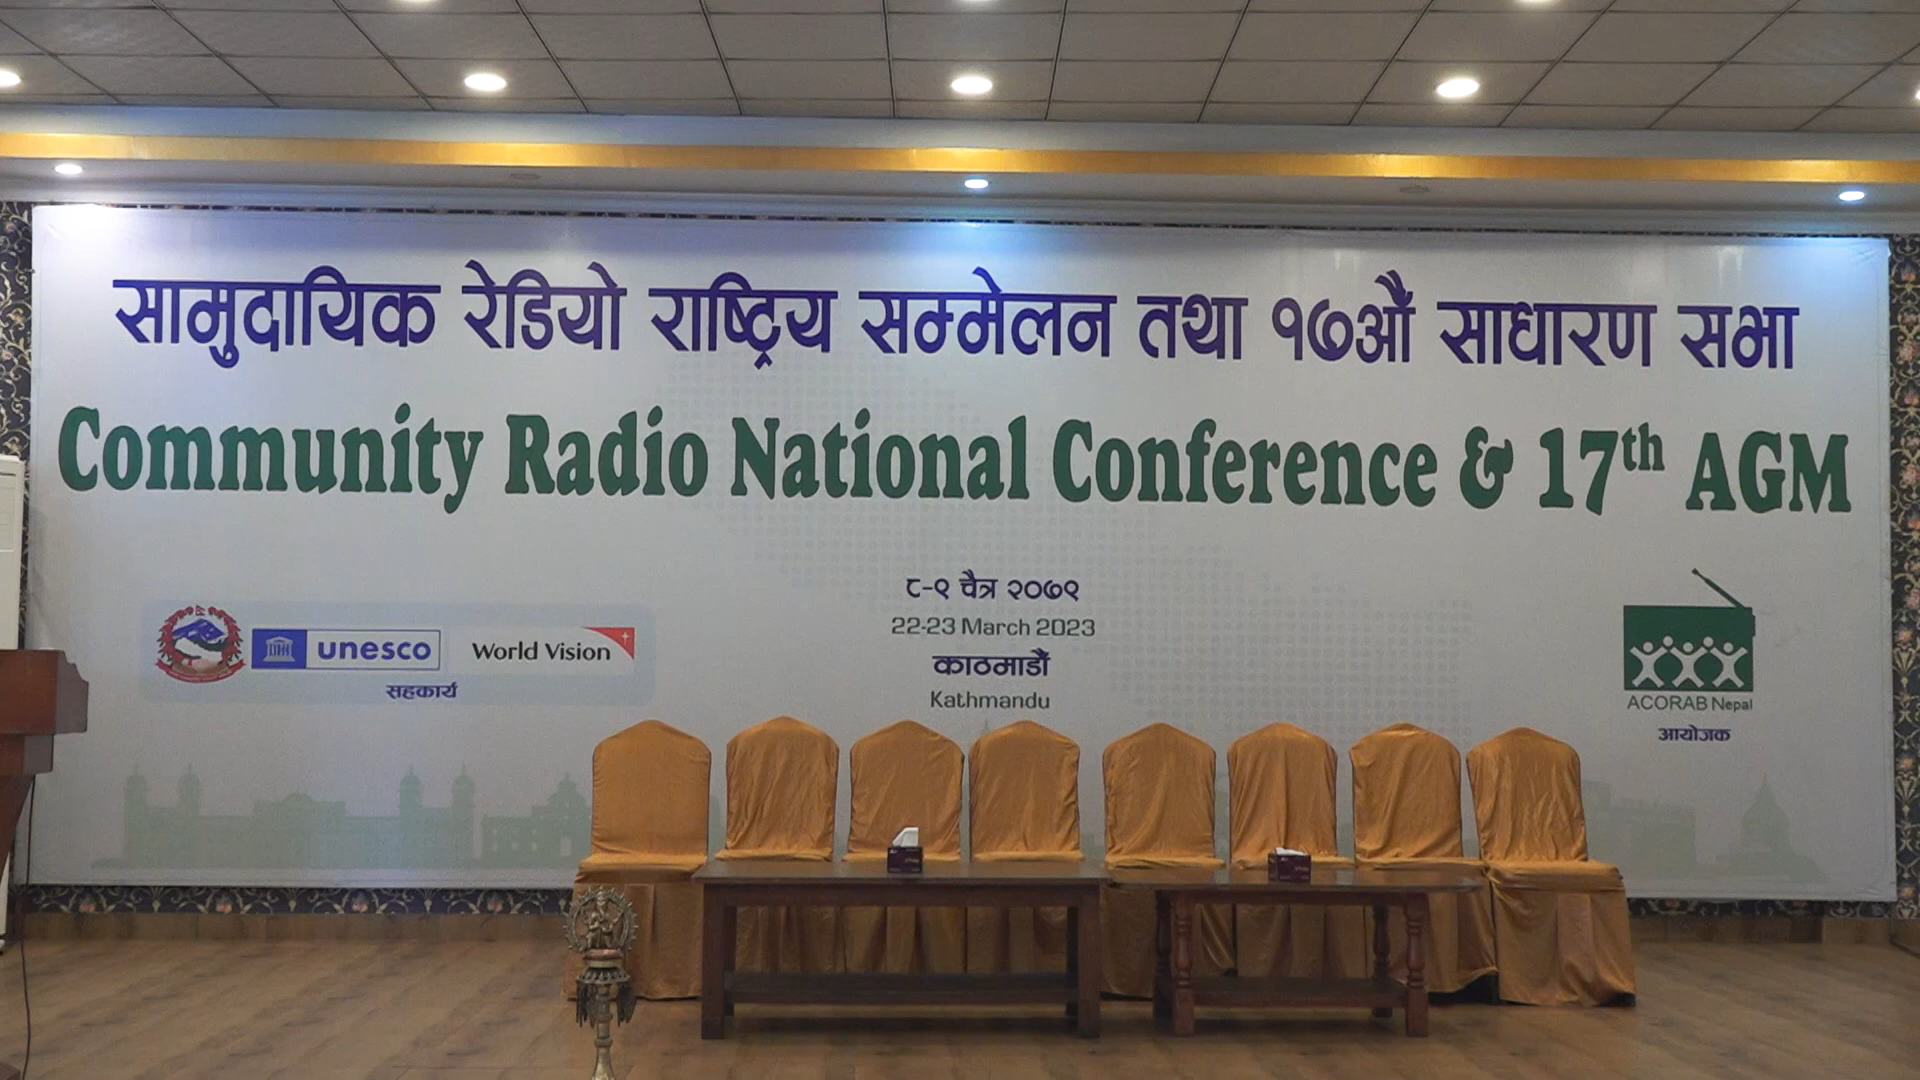 सामुदायिक रेडियो राष्ट्रिय सम्मेलन तथा १७औं साधारण सभा
Community Radio National Conference & 17th AGM
८-९ चैत्र २०७९
22-23 March 2023
काठमाडौं
Kathmandu
unesco
World Vision
सहकार्य
ACORAB Nepal
आयोजक